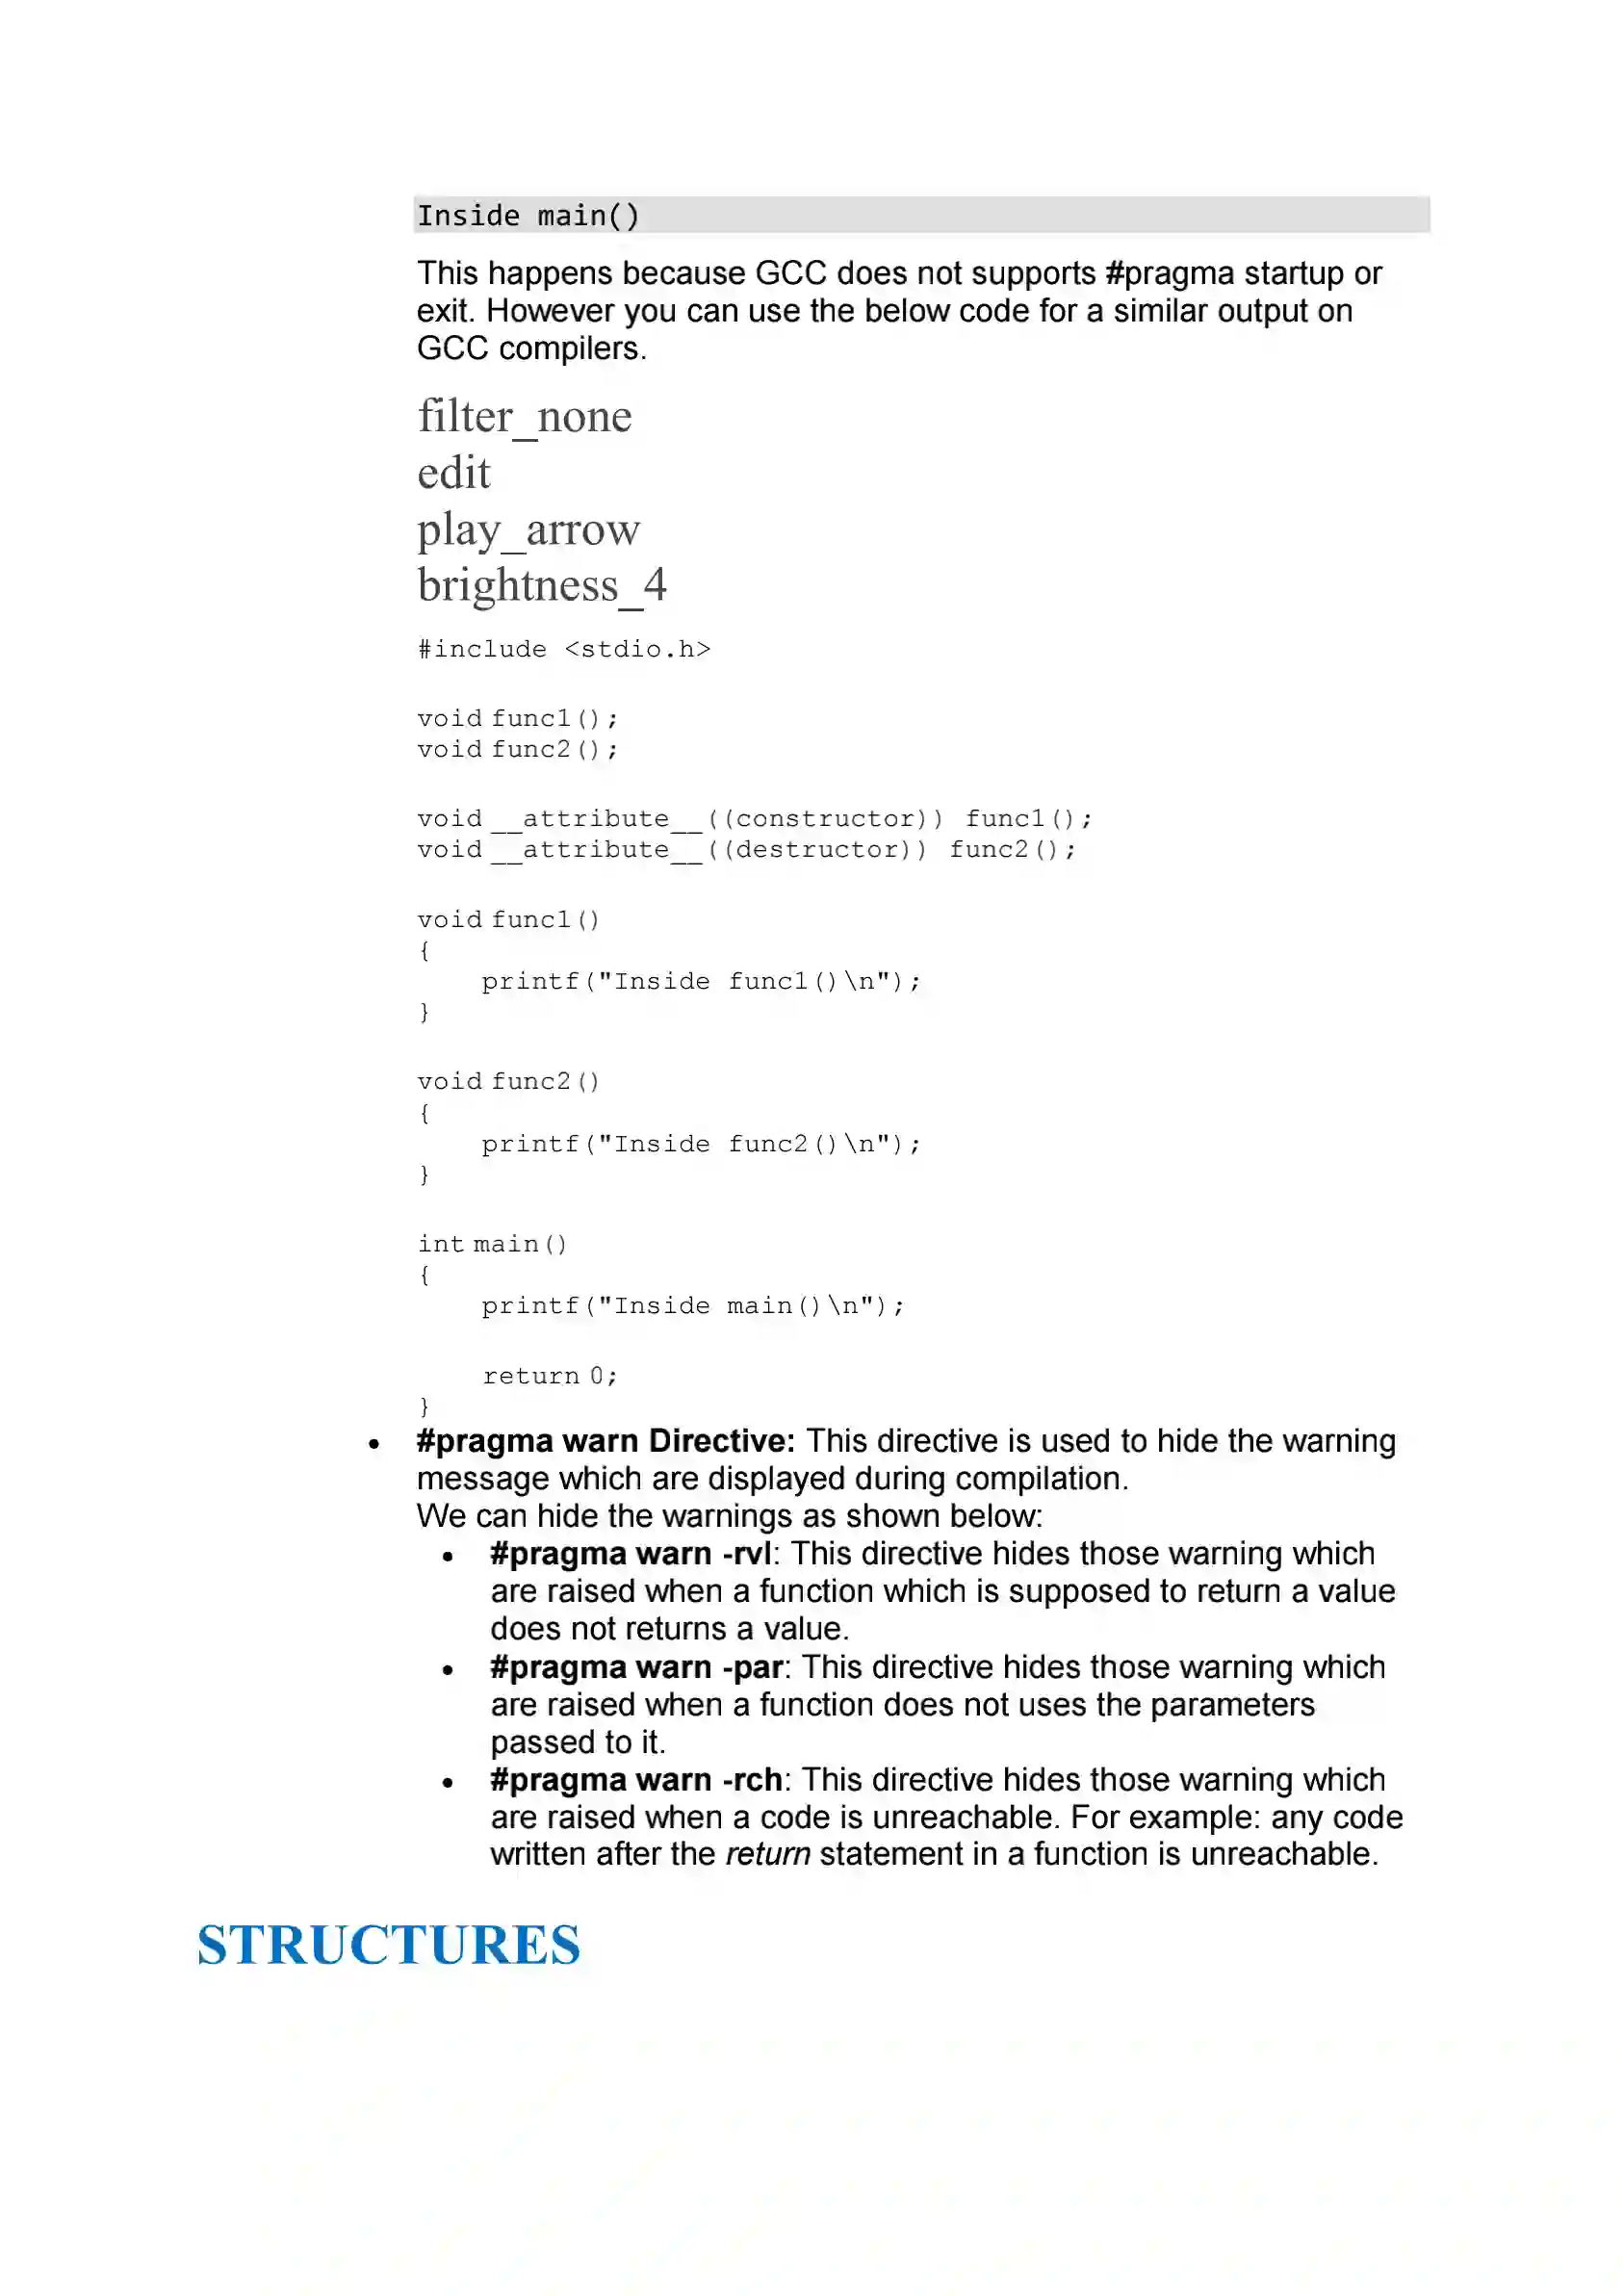 Inside main()
This happens because GCC does not supports #pragma startup or
exit. However you can use the below code for a similar output on
GCC compilers.
filter_none
edit
play_arrow
brightness_4
#include <stdio.h>
void func1();
void func2();
void __attribute__((constructor)) func1();
void __attribute__((destructor)) func2();
void func1()
{
    printf("Inside func1()\n");
}
void func2()
{
    printf("Inside func2()\n");
}
int main()
{
    printf("Inside main()\n");
    return 0;
}
• #pragma warn Directive: This directive is used to hide the warning
message which are displayed during compilation.
We can hide the warnings as shown below:
• #pragma warn -rvl: This directive hides those warning which
are raised when a function which is supposed to return a value
does not returns a value.
• #pragma warn -par: This directive hides those warning which
are raised when a function does not uses the parameters
passed to it.
• #pragma warn -rch: This directive hides those warning which
are raised when a code is unreachable. For example: any code
written after the return statement in a function is unreachable.
STRUCTURES